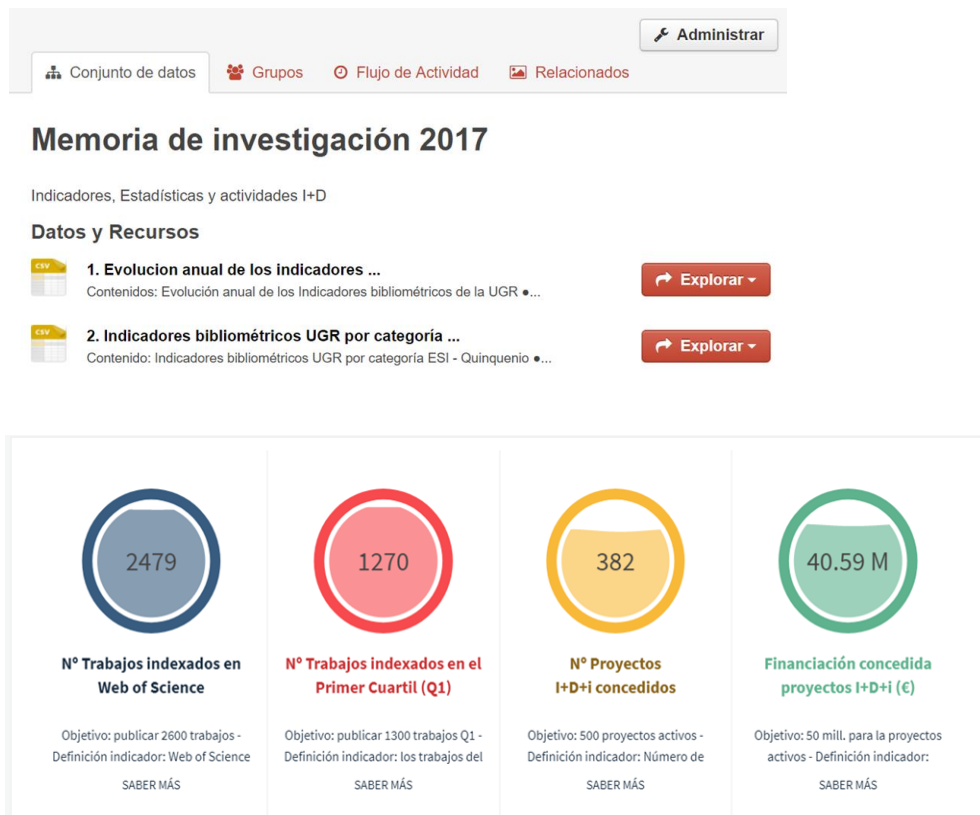 Administrar
Conjunto de datos Grupos Flujo de Actividad Relacionados
Memoria de investigación 2017
Indicadores, Estadísticas y actividades I+D
Datos y Recursos
CSV
1. Evolucion anual de los indicadores ...
Contenidos: Evolución anual de los Indicadores bibliométricos de la UGR ●...
Explorar
CSV
2. Indicadores bibliométricos UGR por categoría ...
Contenido: Indicadores bibliométricos UGR por categoría ESI - Quinquenio ●...
Explorar
2479
Nº Trabajos indexados en
Web of Science
Objetivo: publicar 2600 trabajos -
Definición indicador: Web of Science
SABER MÁS
1270
Nº Trabajos indexados en el
Primer Cuartil (Q1)
Objetivo: publicar 1300 trabajos Q1 -
Definición indicador: los trabajos del
SABER MÁS
382
Nº Proyectos
I+D+i concedidos
Objetivo: 500 proyectos activos -
Definición indicador: Número de
SABER MÁS
40.59 M
Financiación concedida
proyectos I+D+i (€)
Objetivo: 50 mill. para la proyectos
activos - Definición indicador:
SABER MÁS